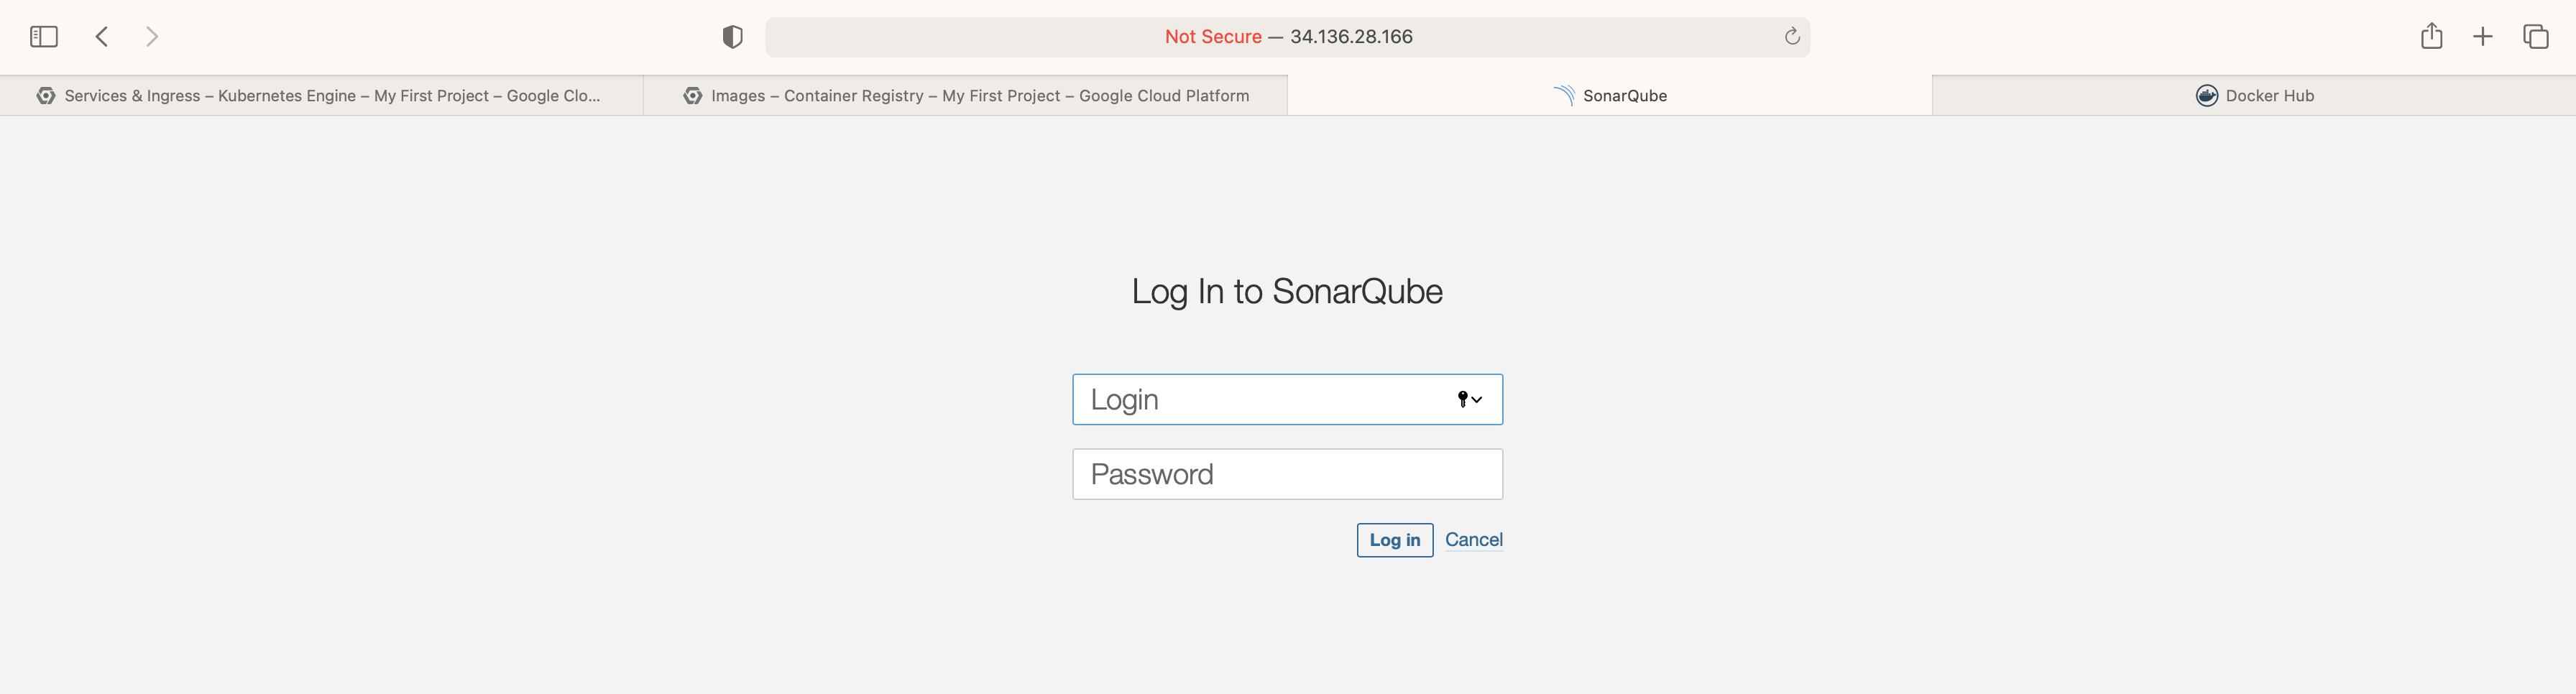 Not Secure — 34.136.28.166
Services & Ingress – Kubernetes Engine – My First Project – Google Clo...
Images – Container Registry – My First Project – Google Cloud Platform
SonarQube
Docker Hub
Log In to SonarQube
Login
Password
Log in Cancel